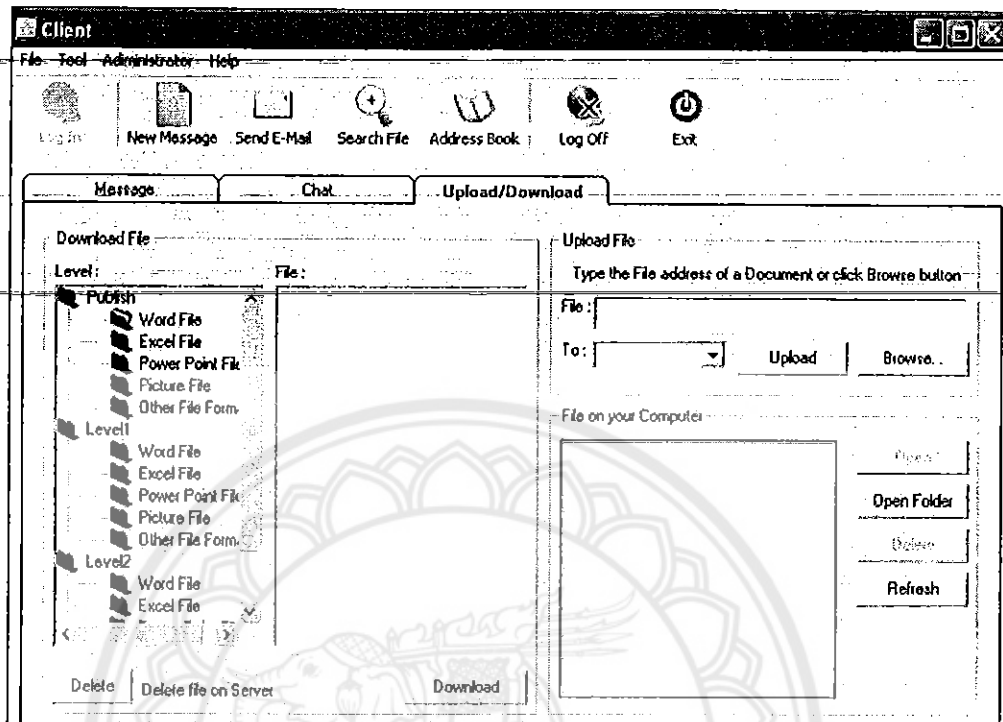 Client
File Tool Administrator Help
Log In New Message Send E-Mail Search File Address Book Log Off Exit
Message Chat Upload/Download
Download File
Level :
Publish
Word File
Excel File
Power Point File
Picture File
Other File Form
Level1
Word File
Excel File
Power Point File
Picture File
Other File Form
Level2
Word File
Excel File
File :
Delete Delete file on Server Download
Upload File
Type the File address of a Document or click Browse button
File :
To : Upload Browse...
File on your Computer
Open
Open Folder
Delete
Refresh